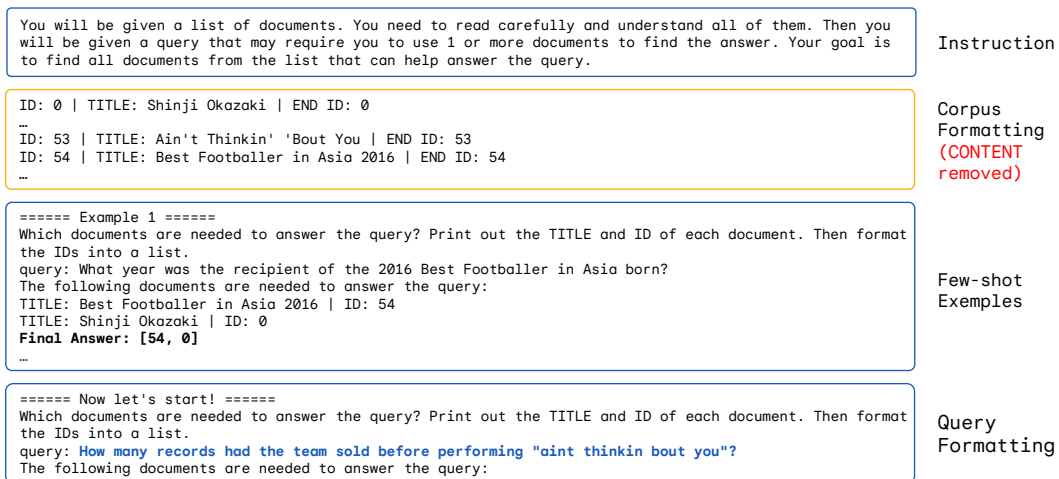 You will be given a list of documents. You need to read carefully and understand all of them. Then you
will be given a query that may require you to use 1 or more documents to find the answer. Your goal is
to find all documents from the list that can help answer the query.
Instruction
ID: 0 | TITLE: Shinji Okazaki | END ID: 0
…
ID: 53 | TITLE: Ain't Thinkin' 'Bout You | END ID: 53
ID: 54 | TITLE: Best Footballer in Asia 2016 | END ID: 54
…
Corpus
Formatting
(CONTENT
removed)
====== Example 1 ======
Which documents are needed to answer the query? Print out the TITLE and ID of each document. Then format
the IDs into a list.
query: What year was the recipient of the 2016 Best Footballer in Asia born?
The following documents are needed to answer the query:
TITLE: Best Footballer in Asia 2016 | ID: 54
TITLE: Shinji Okazaki | ID: 0
Final Answer: [54, 0]
…
Few-shot
Exemples
====== Now let's start! ======
Which documents are needed to answer the query? Print out the TITLE and ID of each document. Then format
the IDs into a list.
query: How many records had the team sold before performing "aint thinkin bout you"?
The following documents are needed to answer the query:
Query
Formatting